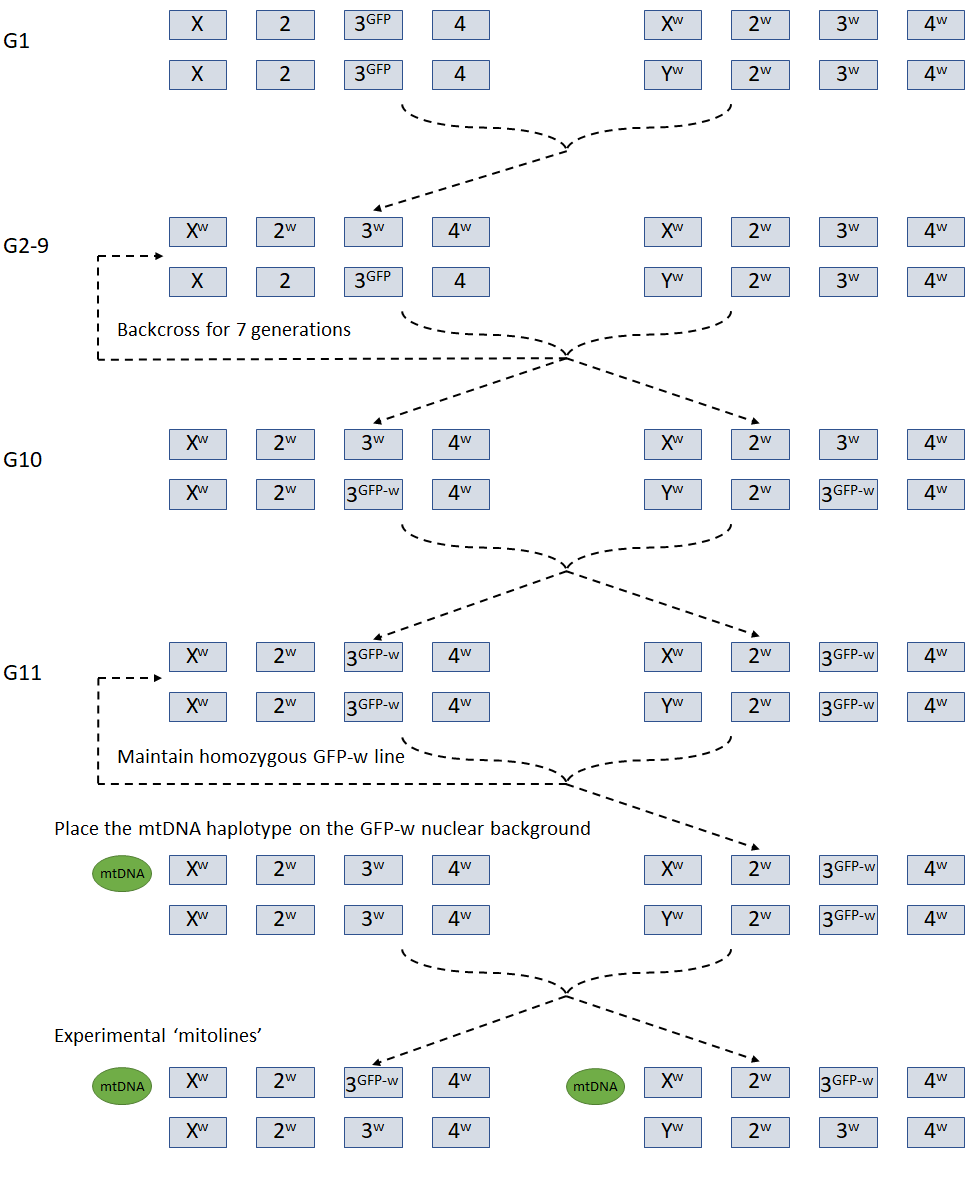 X 2 3^GFP 4 X^w 2^w 3^w 4^w
G1
X 2 3^GFP 4 Y^w 2^w 3^w 4^w
X^w 2^w 3^w 4^w X^w 2^w 3^w 4^w
G2-9
X 2 3^GFP 4 Y^w 2^w 3^w 4^w
Backcross for 7 generations
X^w 2^w 3^w 4^w X^w 2^w 3^w 4^w
G10
X^w 2^w 3^GFP-w 4^w Y^w 2^w 3^GFP-w 4^w
X^w 2^w 3^GFP-w 4^w X^w 2^w 3^GFP-w 4^w
G11
X^w 2^w 3^GFP-w 4^w Y^w 2^w 3^GFP-w 4^w
Maintain homozygous GFP-w line
Place the mtDNA haplotype on the GFP-w nuclear background
mtDNA X^w 2^w 3^w 4^w X^w 2^w 3^GFP-w 4^w
X^w 2^w 3^w 4^w Y^w 2^w 3^GFP-w 4^w
Experimental ‘mitolines’
mtDNA X^w 2^w 3^GFP-w 4^w mtDNA X^w 2^w 3^GFP-w 4^w
X^w 2^w 3^w 4^w Y^w 2^w 3^w 4^w